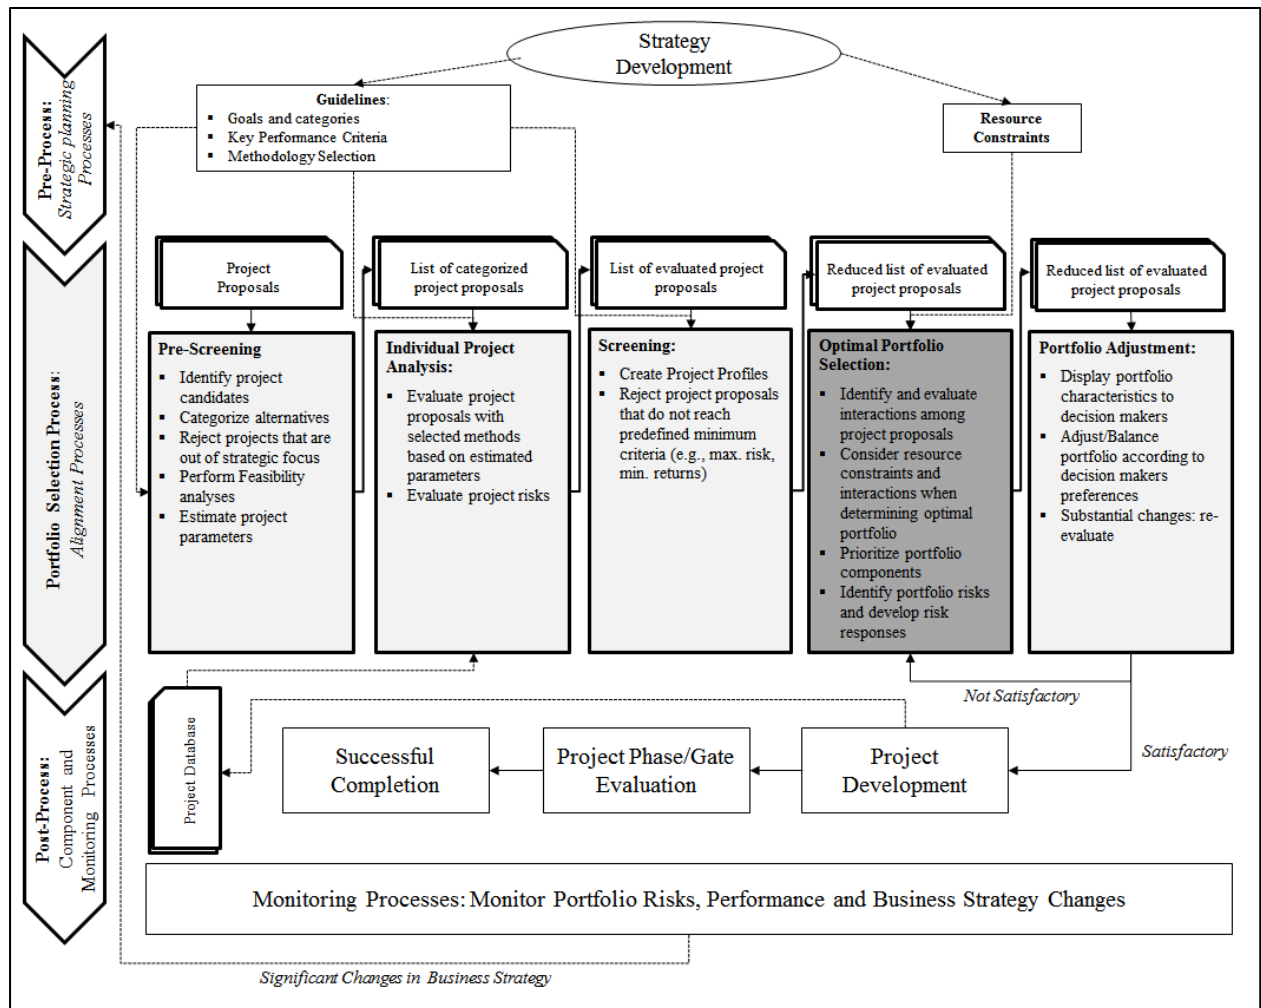 Strategy
Development
Guidelines:
▪ Goals and categories
▪ Key Performance Criteria
▪ Methodology Selection
Resource
Constraints
Pre-Process:
Strategic planning
Processes
Portfolio Selection Process:
Alignment Processes
Post-Process:
Component and
Monitoring Processes
Project
Proposals
List of categorized
project proposals
List of evaluated project
proposals
Reduced list of evaluated
project proposals
Reduced list of evaluated
project proposals
Pre-Screening
▪ Identify project
candidates
▪ Categorize alternatives
▪ Reject projects that are
out of strategic focus
▪ Perform Feasibility
analyses
▪ Estimate project
parameters
Individual Project
Analysis:
▪ Evaluate project
proposals with
selected methods
based on estimated
parameters
▪ Evaluate project risks
Screening:
▪ Create Project Profiles
▪ Reject project proposals
that do not reach
predefined minimum
criteria (e.g., max. risk,
min. returns)
Optimal Portfolio
Selection:
▪ Identify and evaluate
interactions among
project proposals
▪ Consider resource
constraints and
interactions when
determining optimal
portfolio
▪ Prioritize portfolio
components
▪ Identify portfolio risks
and develop risk
responses
Portfolio Adjustment:
▪ Display portfolio
characteristics to
decision makers
▪ Adjust/Balance
portfolio according to
decision makers
preferences
▪ Substantial changes: re-
evaluate
Not Satisfactory
Satisfactory
Project Database
Successful
Completion
Project Phase/Gate
Evaluation
Project
Development
Monitoring Processes: Monitor Portfolio Risks, Performance and Business Strategy Changes
Significant Changes in Business Strategy